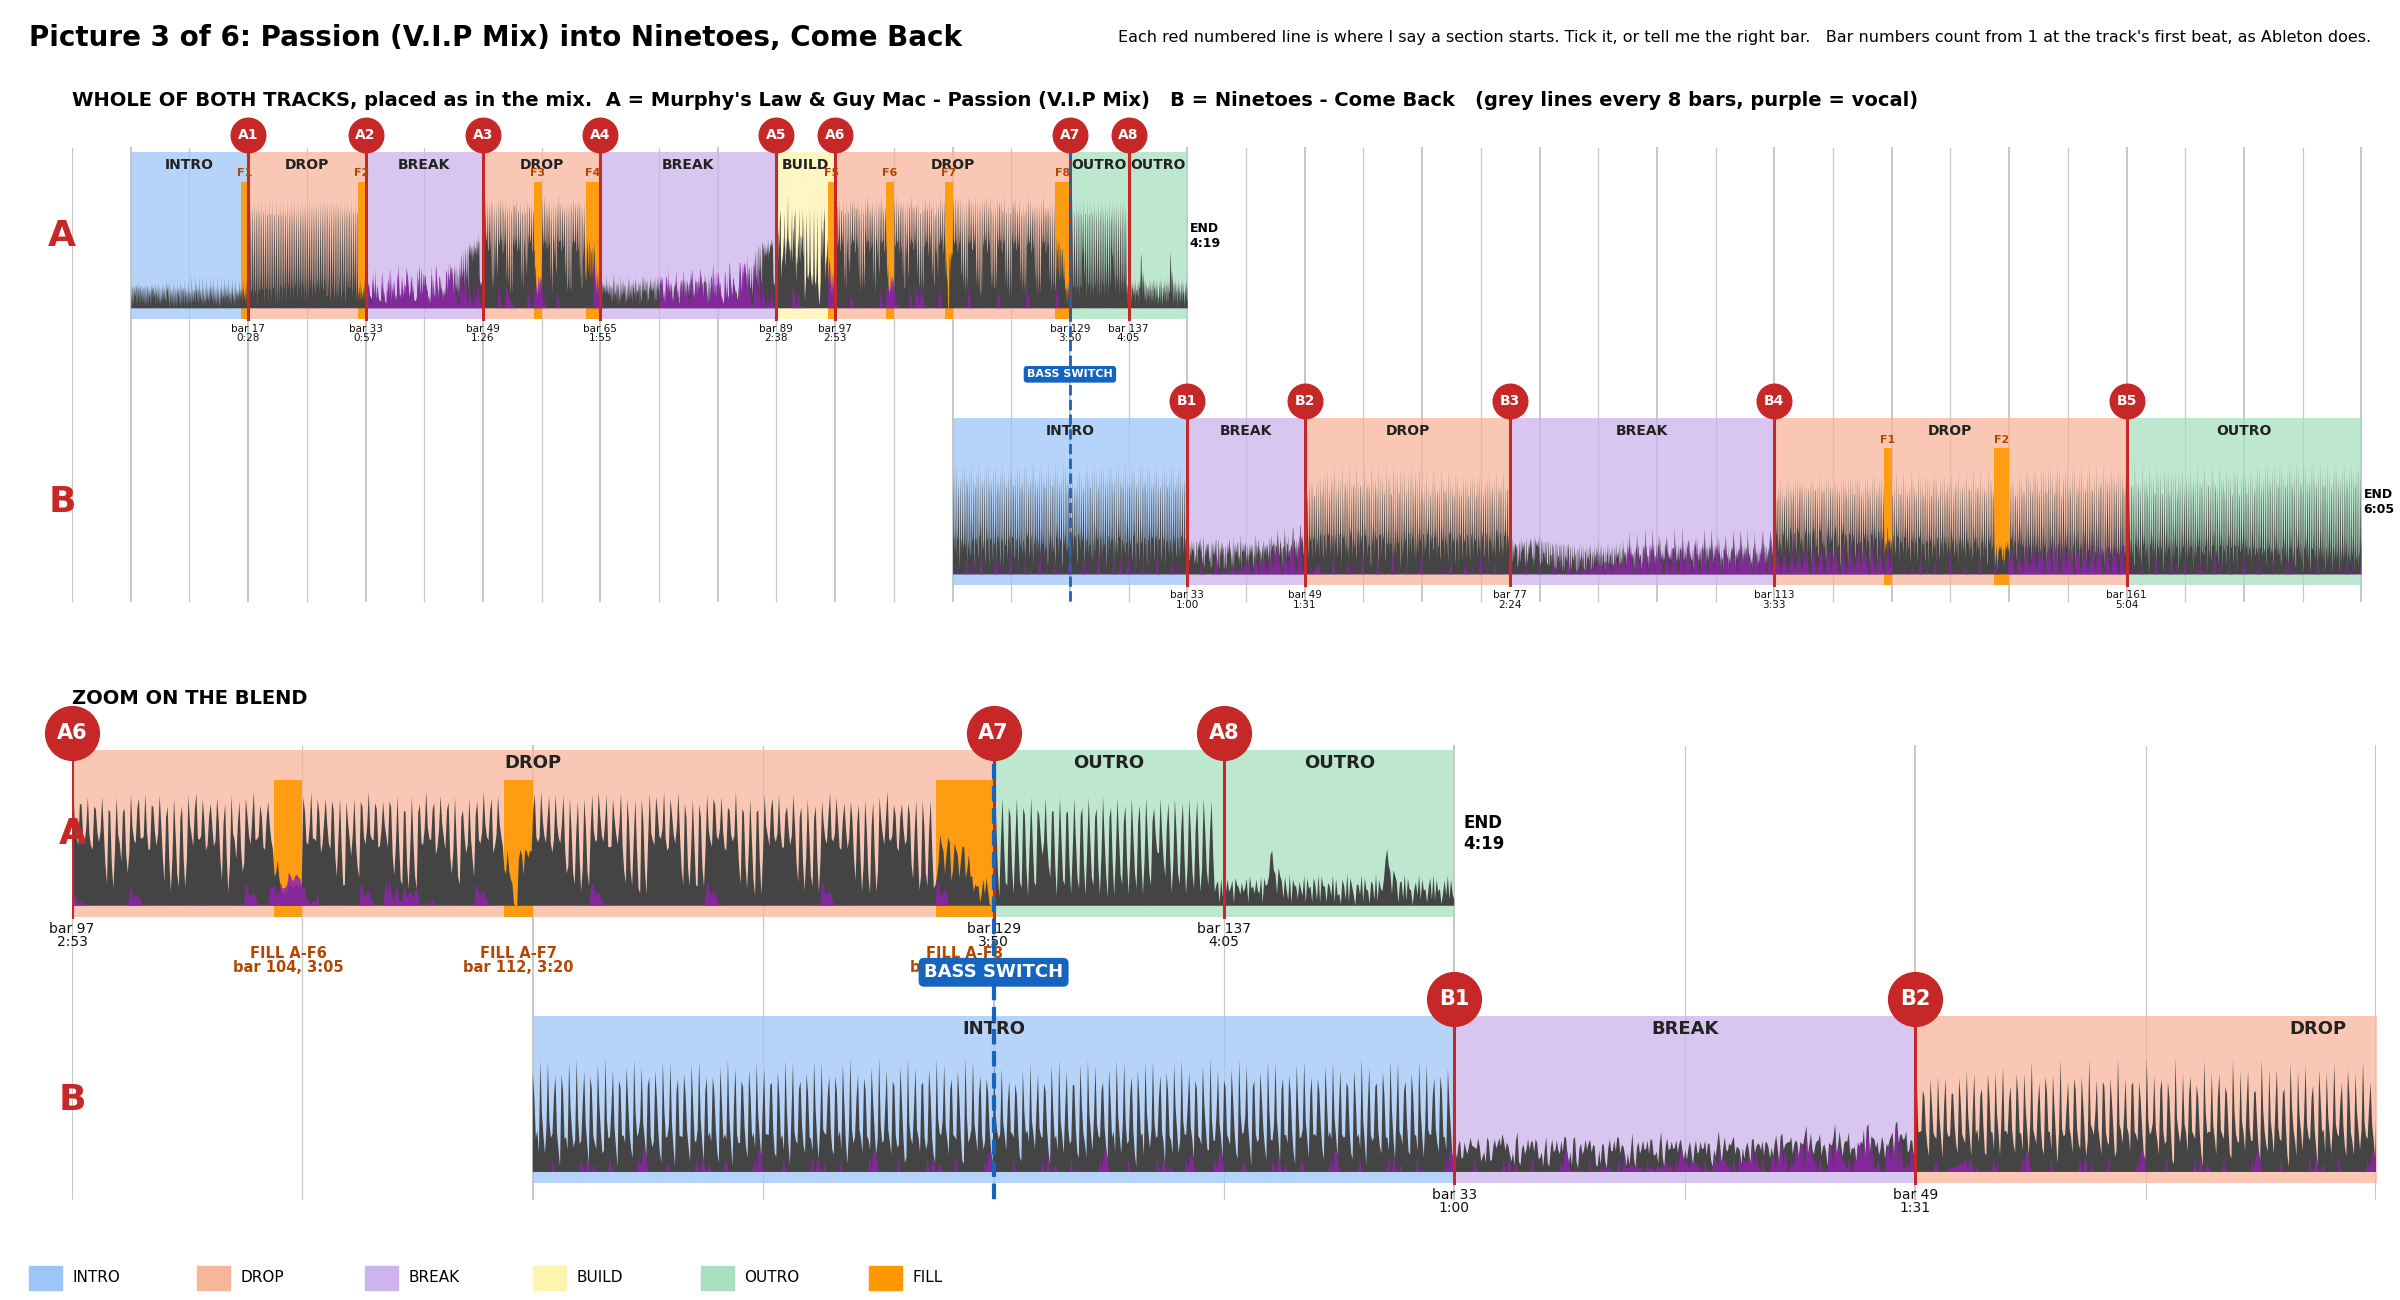 Picture 3 of 6: Passion (V.I.P Mix) into Ninetoes, Come Back
Each red numbered line is where I say a section starts. Tick it, or tell me the right bar.   Bar numbers count from 1 at the track's first beat, as Ableton does.
WHOLE OF BOTH TRACKS, placed as in the mix.  A = Murphy's Law & Guy Mac - Passion (V.I.P Mix)   B = Ninetoes - Come Back   (grey lines every 8 bars, purple = vocal)
A1 A2 A3 A4 A5 A6 A7 A8
INTRO DROP BREAK DROP BREAK BUILD DROP OUTRO OUTRO
F1 F2 F3 F4 F5 F6 F7 F8
A
END
4:19
bar 17 bar 33 bar 49 bar 65 bar 89 bar 97 bar 129 bar 137
0:28 0:57 1:26 1:55 2:38 2:53 3:50 4:05
BASS SWITCH
B1 B2 B3 B4 B5
INTRO BREAK DROP BREAK DROP OUTRO
F1 F2
B
END
6:05
bar 33 bar 49 bar 77 bar 113 bar 161
1:00 1:31 2:24 3:33 5:04
ZOOM ON THE BLEND
A6 A7 A8
DROP OUTRO OUTRO
A
END
4:19
bar 97 bar 129 bar 137
2:53 3:50 4:05
FILL A-F6 FILL A-F7 FILL A-F8
bar 104, 3:05 bar 112, 3:20
BASS SWITCH
B1 B2
INTRO BREAK DROP
B
bar 33 bar 49
1:00 1:31
INTRO DROP BREAK BUILD OUTRO FILL